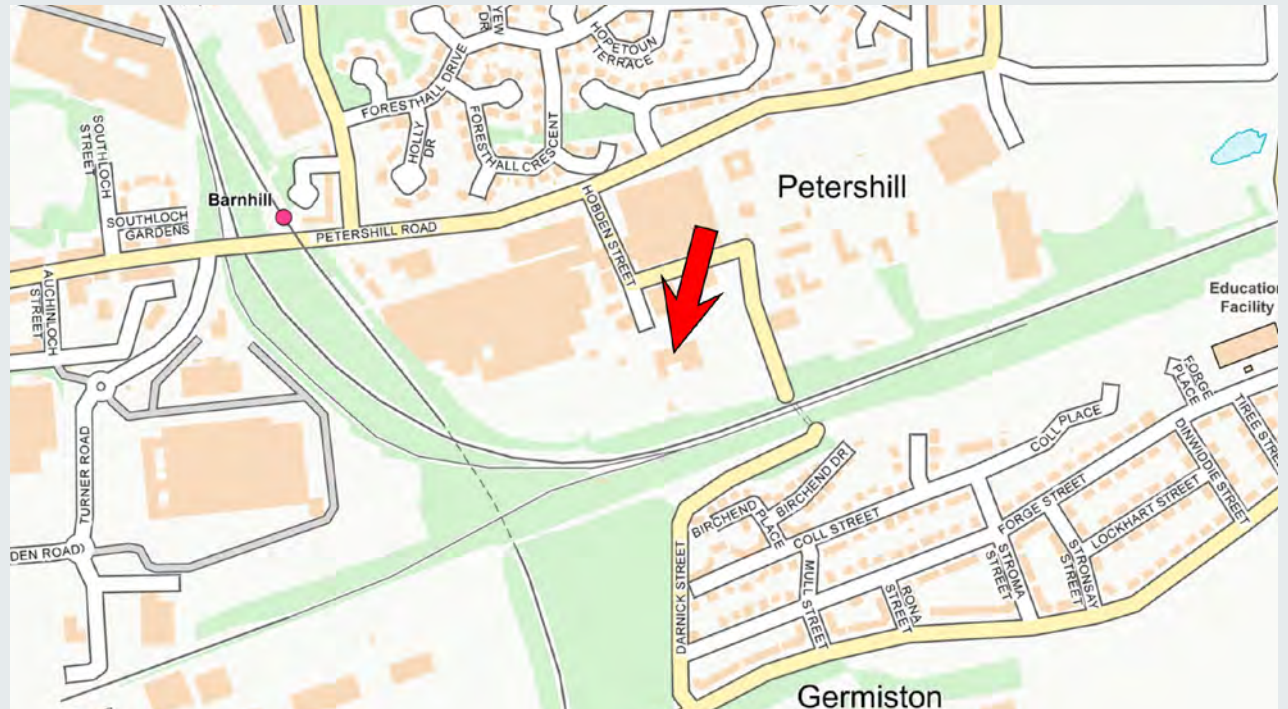 YEW
DR
HOPETOUN
TERRACE
FORESTHALL DRIVE
HOLLY
DR
FORESTHALL CRESCENT
SOUTHLOCH
STREET
Barnhill
SOUTHLOCH
GARDENS
PETERSHILL ROAD
HOBDEN STREET
Petershill
AUCHINLOCH
STREET
Education
Facility
TURNER ROAD
DEN ROAD)
FORGE
PLACE
TIREE STREET
DINWIDDIE STREET
COLL PLACE
BIRCHEND DR
BIRCHEND
PLACE
COLL STREET
FORGE STREET
LOCKHART STREET
DARNICK STREET
MULL STREET
RONA
STREET
STROMA
STREET
STRONSAY
STREET
Germiston